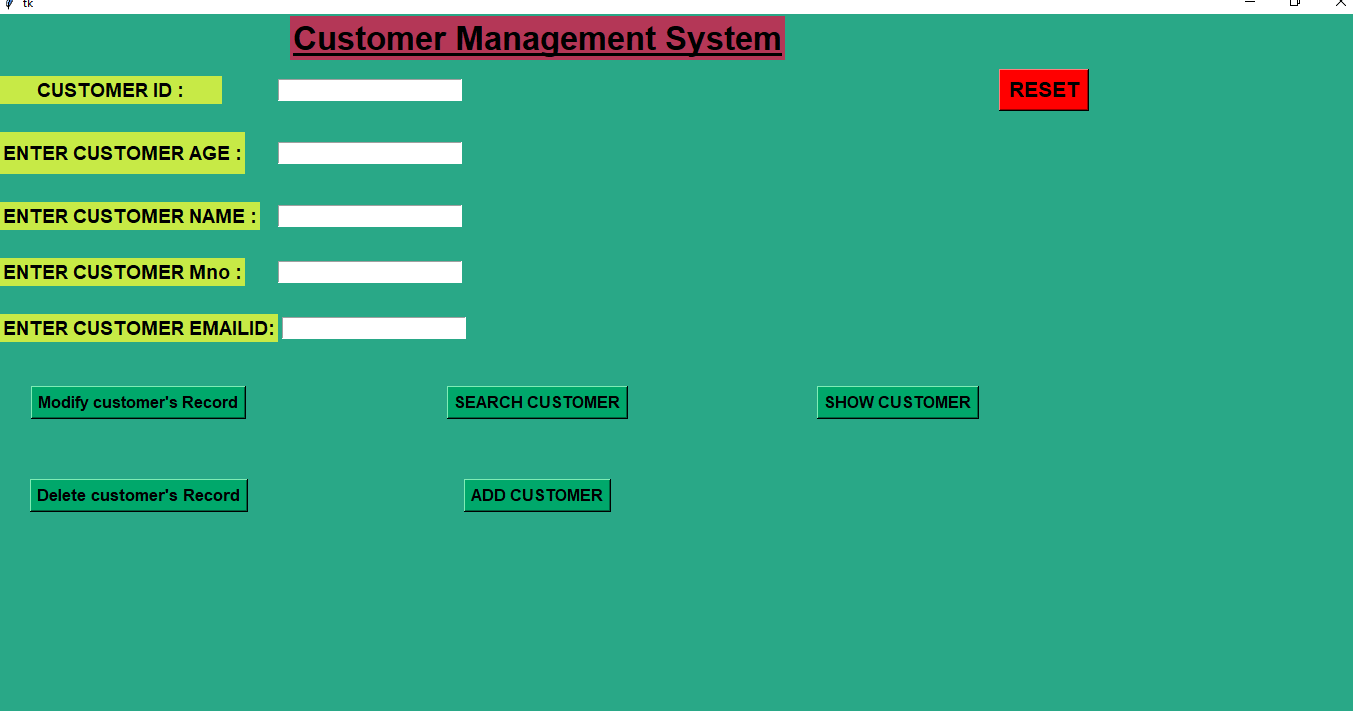 tk
Customer Management System
CUSTOMER ID :
RESET
ENTER CUSTOMER AGE :
ENTER CUSTOMER NAME :
ENTER CUSTOMER Mno :
ENTER CUSTOMER EMAILID:
Modify customer's Record
SEARCH CUSTOMER
SHOW CUSTOMER
Delete customer's Record
ADD CUSTOMER